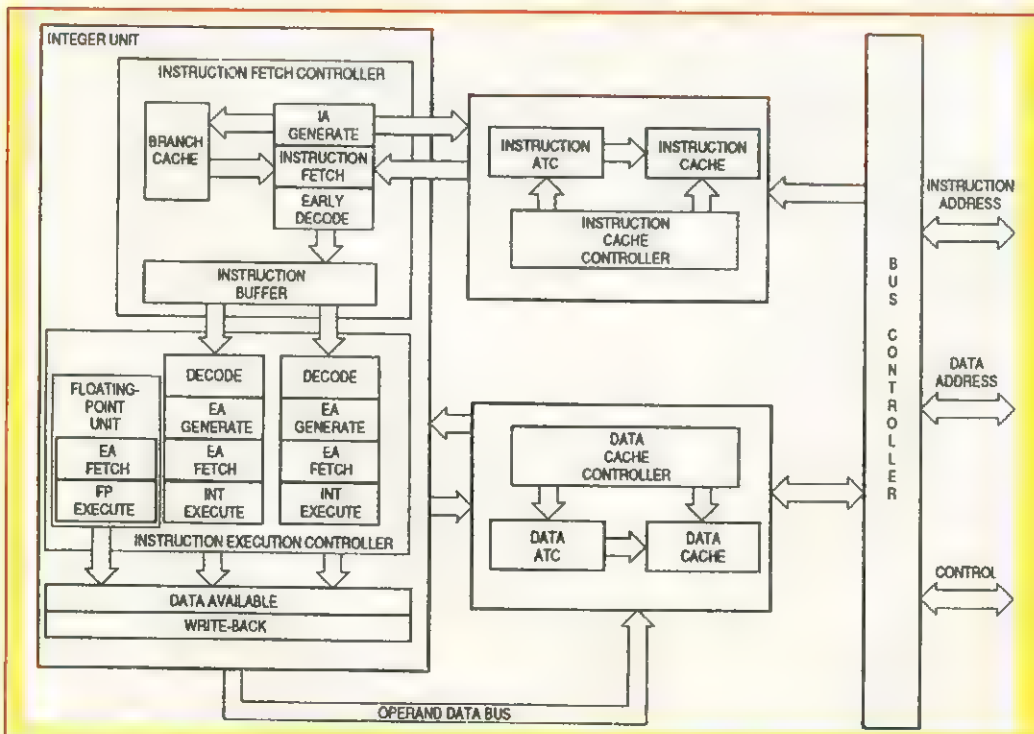 INTEGER UNIT
INSTRUCTION FETCH CONTROLLER
BRANCH
CACHE
IA
GENERATE
INSTRUCTION
FETCH
EARLY
DECODE
INSTRUCTION
BUFFER
INSTRUCTION
ATC
INSTRUCTION
CACHE
INSTRUCTION
CACHE
CONTROLLER
FLOATING-
POINT
UNIT
EA
FETCH
FP
EXECUTE
DECODE
EA
GENERATE
EA
FETCH
INT
EXECUTE
DECODE
EA
GENERATE
EA
FETCH
INT
EXECUTE
INSTRUCTION EXECUTION CONTROLLER
DATA AVAILABLE
WRITE-BACK
DATA
CACHE
CONTROLLER
DATA
ATC
DATA
CACHE
OPERAND DATA BUS
BUS CONTROLLER
INSTRUCTION
ADDRESS
DATA
ADDRESS
CONTROL